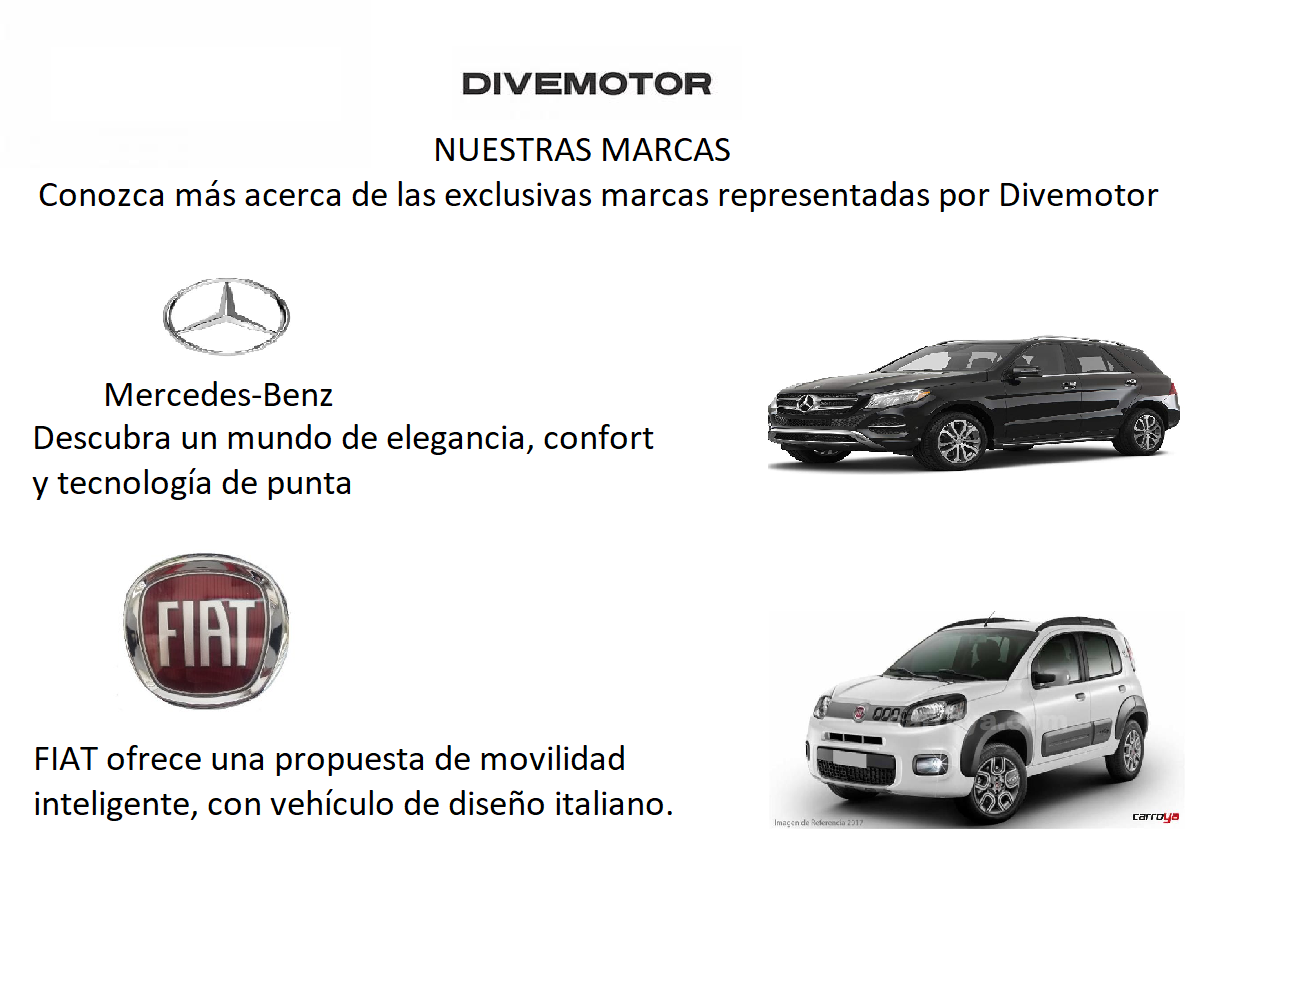 DIVEMOTOR
NUESTRAS MARCAS
Conozca más acerca de las exclusivas marcas representadas por Divemotor
Mercedes-Benz
Descubra un mundo de elegancia, confort
y tecnología de punta
FIAT
FIAT ofrece una propuesta de movilidad
inteligente, con vehículo de diseño italiano.
Imagen de Referencia 2017
carroya